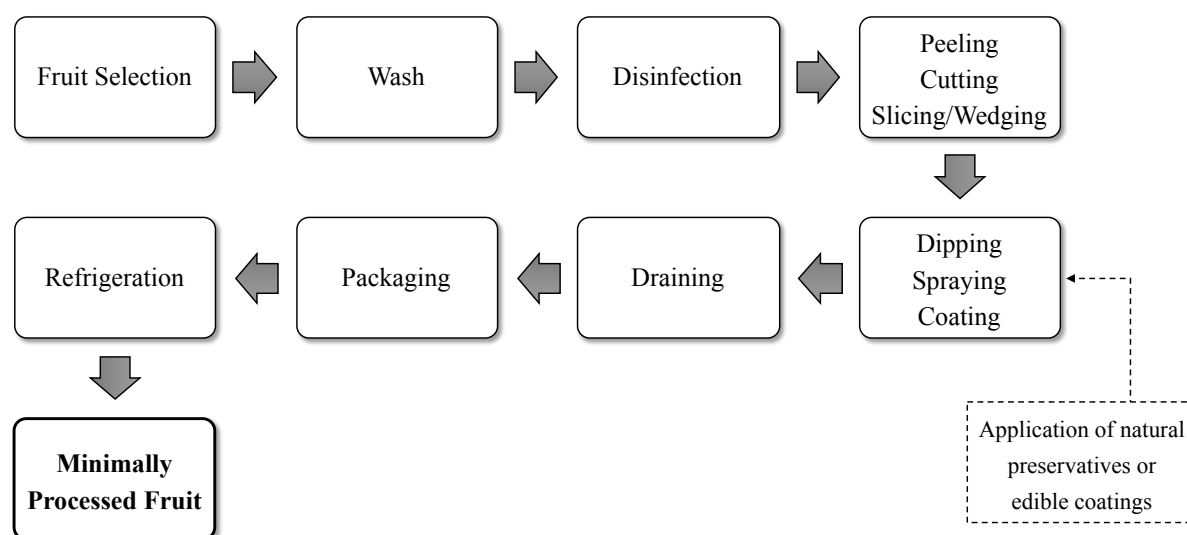 Fruit Selection
Wash
Disinfection
Peeling
Cutting
Slicing/Wedging
Dipping
Spraying
Coating
Draining
Packaging
Refrigeration
Minimally
Processed Fruit
Application of natural
preservatives or
edible coatings